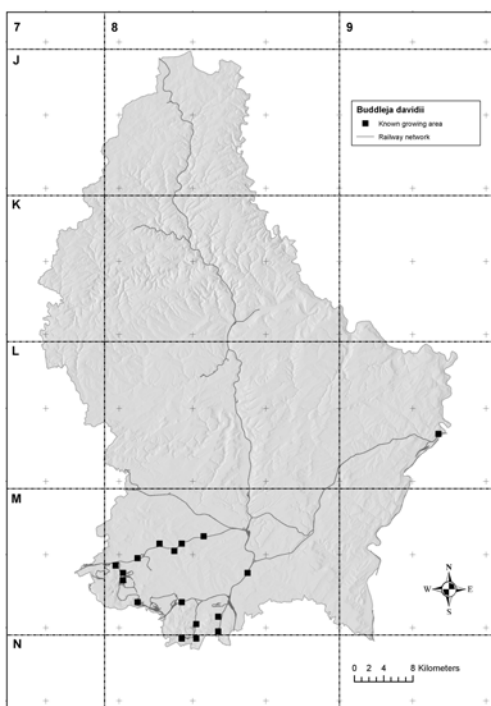 7 8 9
J
Buddleja davidii
Known growing area
Railway network
K
L
M
N
W E
S
N
0 2 4 8 Kilometers